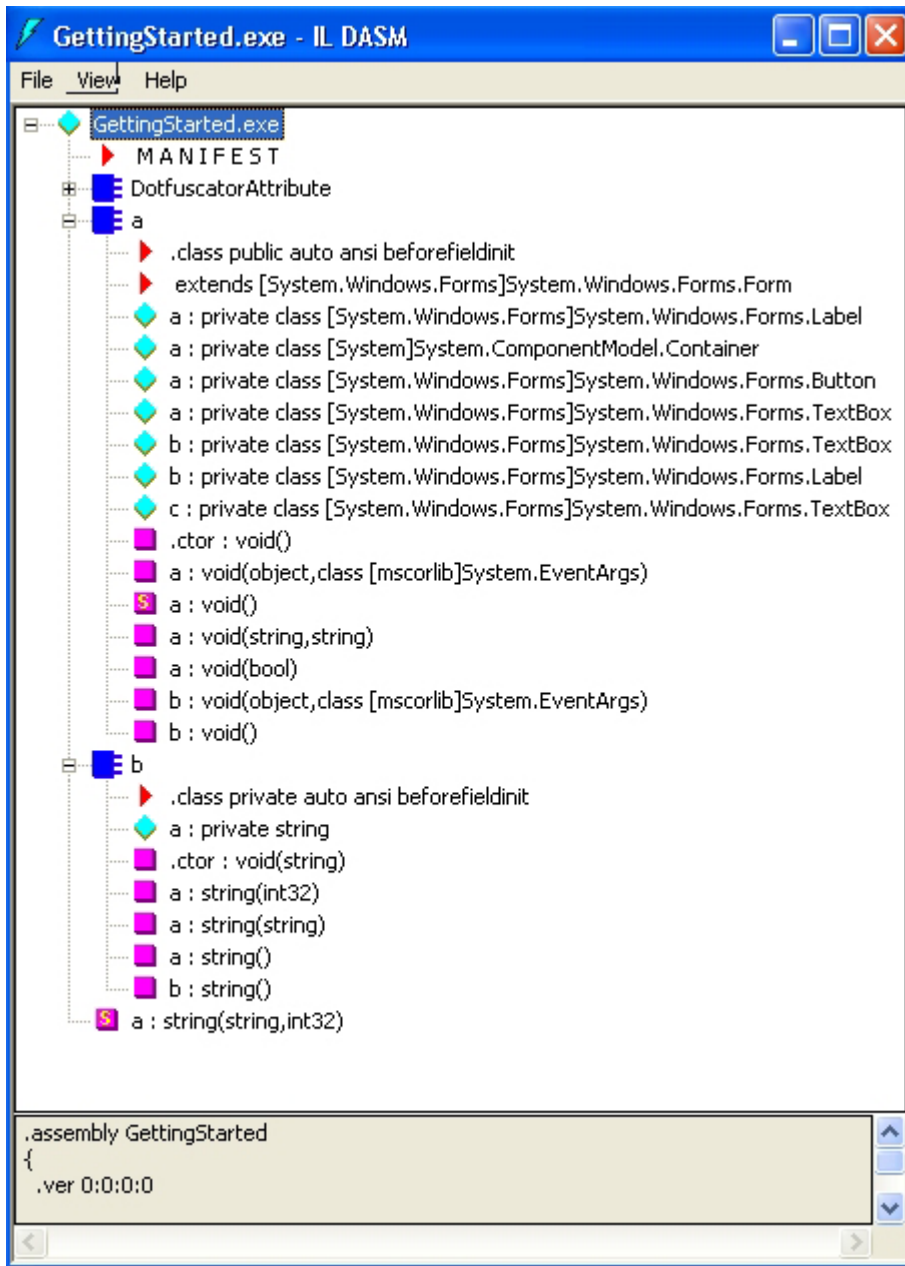 GettingStarted.exe - IL DASM
File View Help
GettingStarted.exe
MANIFEST
DotfuscatorAttribute
a
.class public auto ansi beforefieldinit
extends [System.Windows.Forms]System.Windows.Forms.Form
a : private class [System.Windows.Forms]System.Windows.Forms.Label
a : private class [System]System.ComponentModel.Container
a : private class [System.Windows.Forms]System.Windows.Forms.Button
a : private class [System.Windows.Forms]System.Windows.Forms.TextBox
b : private class [System.Windows.Forms]System.Windows.Forms.TextBox
b : private class [System.Windows.Forms]System.Windows.Forms.Label
c : private class [System.Windows.Forms]System.Windows.Forms.TextBox
.ctor : void()
a : void(object,class [mscorlib]System.EventArgs)
S a : void()
a : void(string,string)
a : void(bool)
b : void(object,class [mscorlib]System.EventArgs)
b : void()
b
.class private auto ansi beforefieldinit
a : private string
.ctor : void(string)
a : string(int32)
a : string(string)
a : string()
b : string()
S a : string(string,int32)
.assembly GettingStarted
{
.ver 0:0:0:0